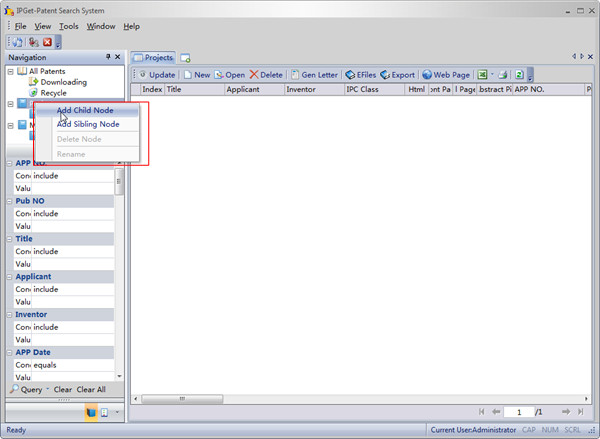 IPGet-Patent Search System
File View Tools Window Help
Navigation
All Patents
Downloading
Recycle
Add Child Node
Add Sibling Node
Delete Node
Rename
APP NO.
include
Valu
Pub NO
Con include
Valu
Title
Con include
Valu
Applicant
Con include
Valu
Inventor
Con include
Valu
APP Date
Con equals
Valu
Query Clear Clear All
Projects
Update New Open Delete Gen Letter EFiles Export Web Page
Index Title Applicant Inventor IPC Class Html ont Pa l Page bstract Pi APP NO. P
1 /1
Ready
Current User:Administrator CAP NUM SCRL